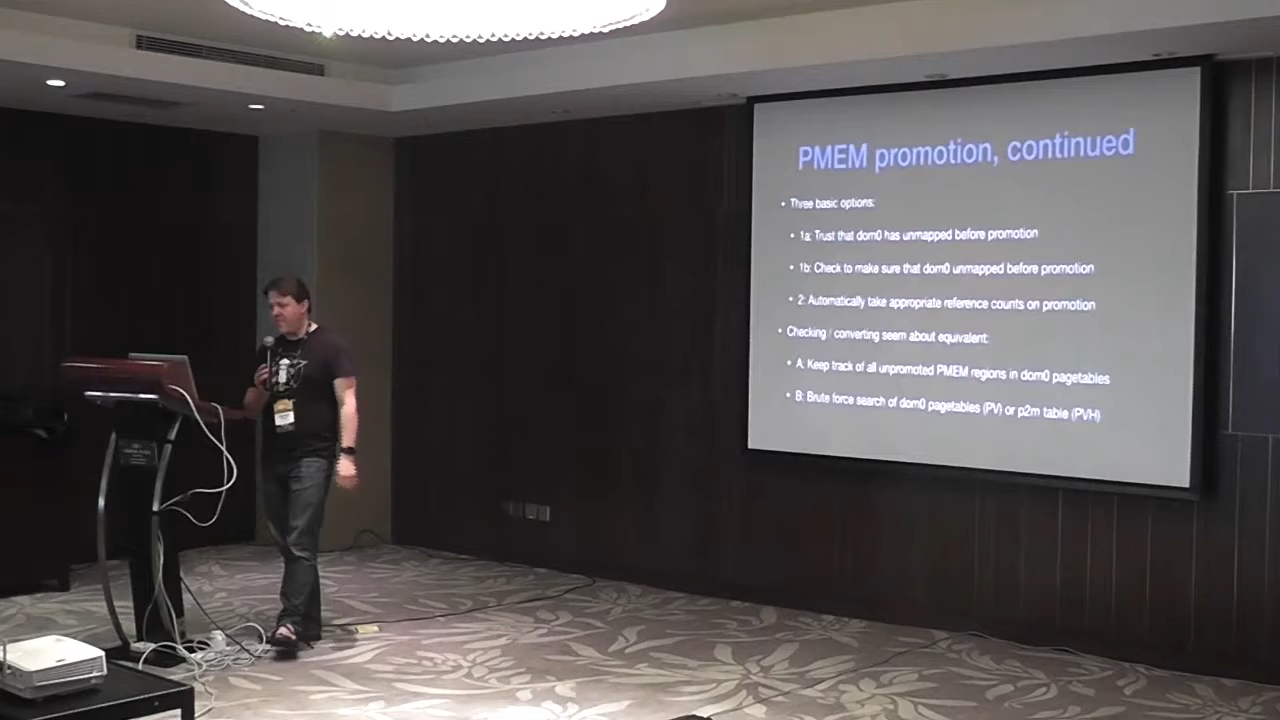 PMEM promotion, continued
• Three basic options:
• 1a: Trust that dom0 has unmapped before promotion
• 1b: Check to make sure that dom0 unmapped before promotion
• 2: Automatically take appropriate reference counts on promotion
• Checking / converting seem about equivalent:
• A: Keep track of all unpromoted PMEM regions in dom0 pagetables
• B: Brute force search of dom0 pagetables (PV) or p2m table (PVH)